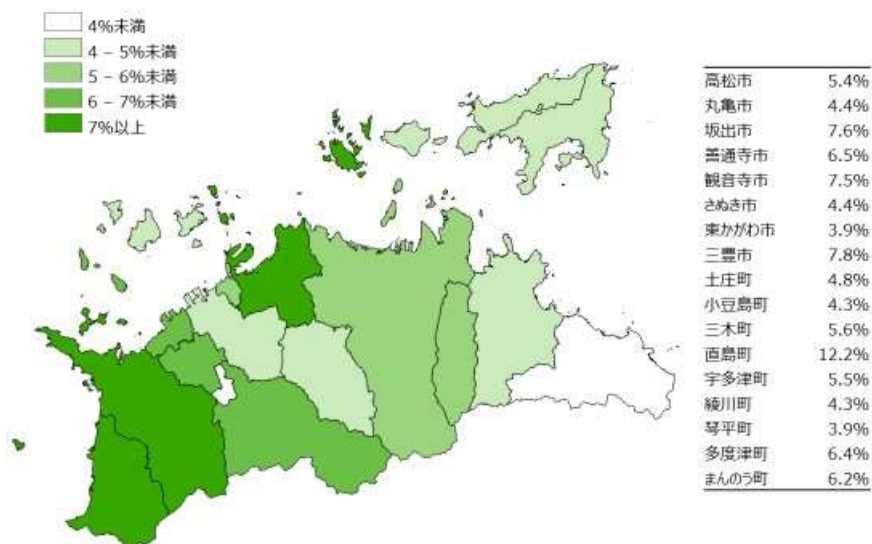 4%未満
4 – 5%未満
5 – 6%未満
6 – 7%未満
7%以上
高松市 5.4%
丸亀市 4.4%
坂出市 7.6%
善通寺市 6.5%
観音寺市 7.5%
さぬき市 4.4%
東かがわ市 3.9%
三豊市 7.8%
土庄町 4.8%
小豆島町 4.3%
三木町 5.6%
直島町 12.2%
宇多津町 5.5%
綾川町 4.3%
琴平町 3.9%
多度津町 6.4%
まんのう町 6.2%